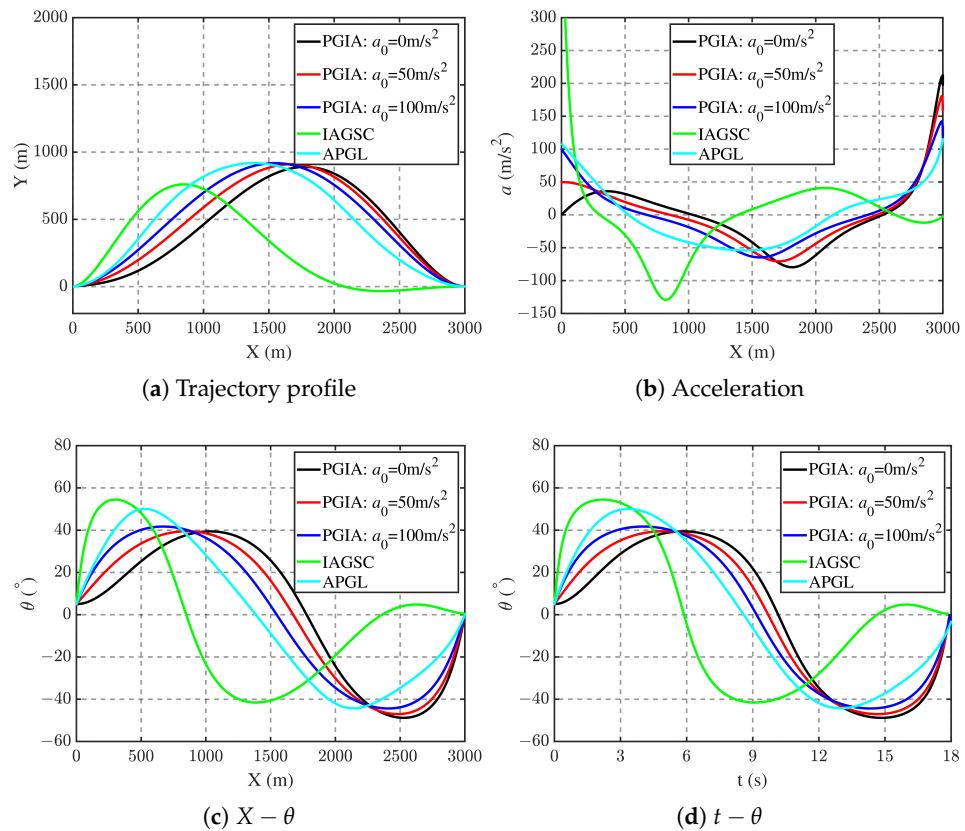 2000
1500
1000
500
0
Y (m)
0 500 1000 1500 2000 2500 3000
X (m)
PGIA: a₀=0m/s²
PGIA: a₀=50m/s²
PGIA: a₀=100m/s²
IAGSC
APGL
(a) Trajectory profile
300
250
200
150
100
50
0
−50
−100
−150
a (m/s²)
0 500 1000 1500 2000 2500 3000
X (m)
PGIA: a₀=0m/s²
PGIA: a₀=50m/s²
PGIA: a₀=100m/s²
IAGSC
APGL
(b) Acceleration
80
60
40
20
0
−20
−40
−60
θ (°)
0 500 1000 1500 2000 2500 3000
X (m)
PGIA: a₀=0m/s²
PGIA: a₀=50m/s²
PGIA: a₀=100m/s²
IAGSC
APGL
(c) X − θ
80
60
40
20
0
−20
−40
−60
θ (°)
0 3 6 9 12 15 18
t (s)
PGIA: a₀=0m/s²
PGIA: a₀=50m/s²
PGIA: a₀=100m/s²
IAGSC
APGL
(d) t − θ